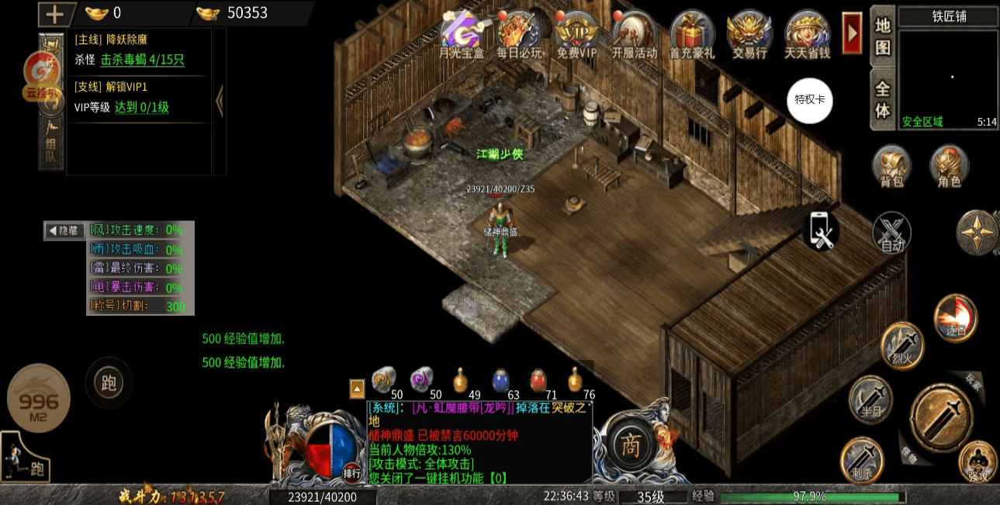 0
50353
[主线] 降妖除魔
杀怪 击杀毒蝎 4/15只
[支线] 解锁VIP1
VIP等级 达到 0/1级
云挂机
组队
月光宝盒
每日必玩
免费VIP
VIP
开服活动
首充豪礼
交易行
天天省钱
地图
全体
铁匠铺
安全区域
5:14
特权卡
背包
角色
自动
江湖少侠
23921/40200/Z35
储神鼎盛
隐藏
[风]攻击速度: 0%
[雨]攻击吸血: 0%
[雷]最终伤害: 0%
[电]暴击伤害: 0%
[称号]切割: 300
500 经验值增加.
500 经验值增加.
996
M2
跑
跑
50
50
49
63
71
76
[系统]: [凡·虹魔腰带[龙吟]]掉落在突破之
地
储神鼎盛 已被禁言60000分钟
当前人物倍攻:130%
[攻击模式: 全体攻击]
您关闭了一键挂机功能【0】
排行
商
逐日
烈火
半月
刺杀
强攻
玩家
怪物
战斗力:131357
23921/40200
22:36:43
等级
35级
经验
97.9%